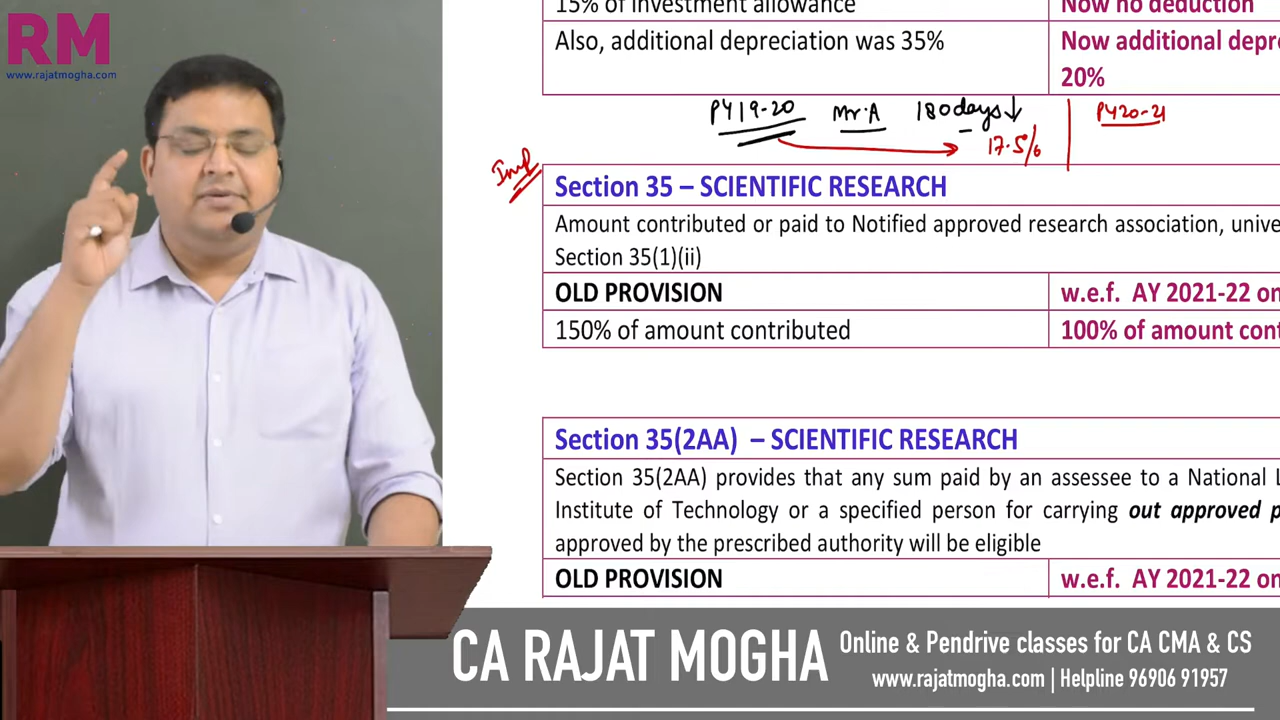 RM
www.rajatmogha.com
15% of investment allowance
Now no deduction
Also, additional depreciation was 35%
Now additional depre
20%
PY19-20 Mr.A 180 days↓ PY20-21
17.5%
Imp
Section 35 – SCIENTIFIC RESEARCH
Amount contributed or paid to Notified approved research association, unive
Section 35(1)(ii)
OLD PROVISION
w.e.f. AY 2021-22 on
150% of amount contributed
100% of amount cont
Section 35(2AA) – SCIENTIFIC RESEARCH
Section 35(2AA) provides that any sum paid by an assessee to a National L
Institute of Technology or a specified person for carrying out approved p
approved by the prescribed authority will be eligible
OLD PROVISION
w.e.f. AY 2021-22 on
CA RAJAT MOGHA
Online & Pendrive classes for CA CMA & CS
www.rajatmogha.com | Helpline 96906 91957